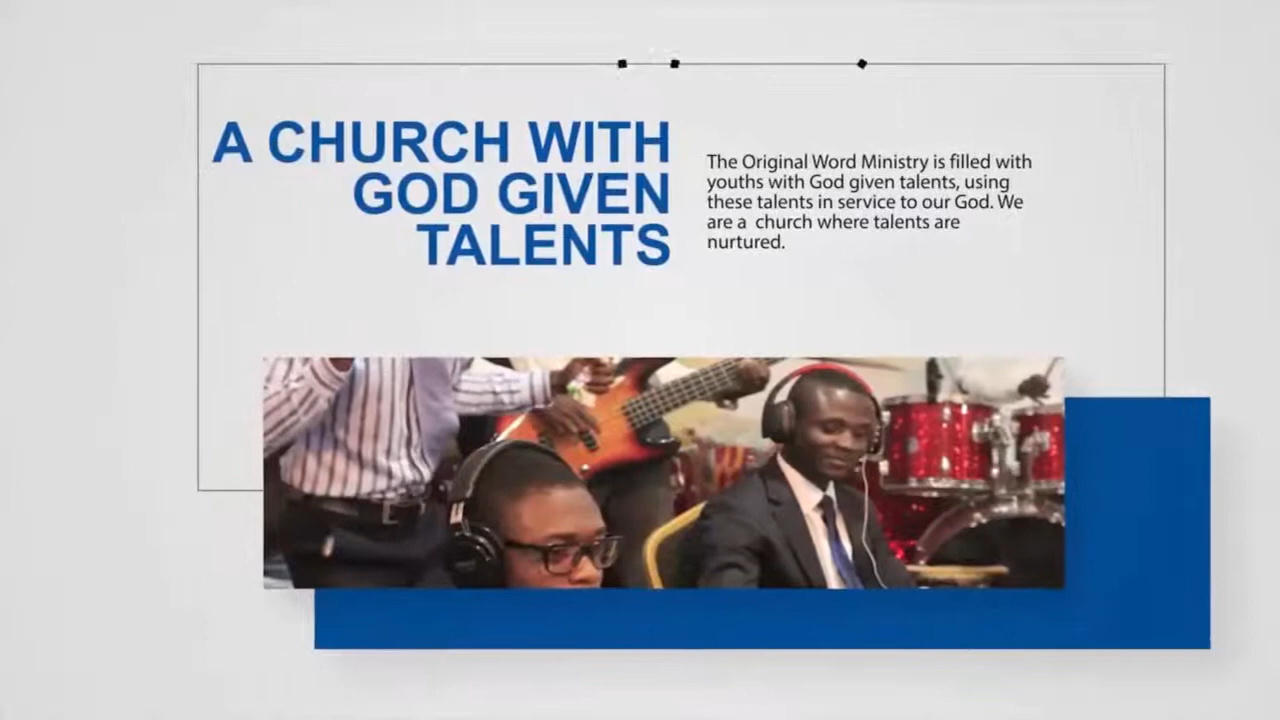 A CHURCH WITH
GOD GIVEN
TALENTS
The Original Word Ministry is filled with
youths with God given talents, using
these talents in service to our God. We
are a  church where talents are
nurtured.